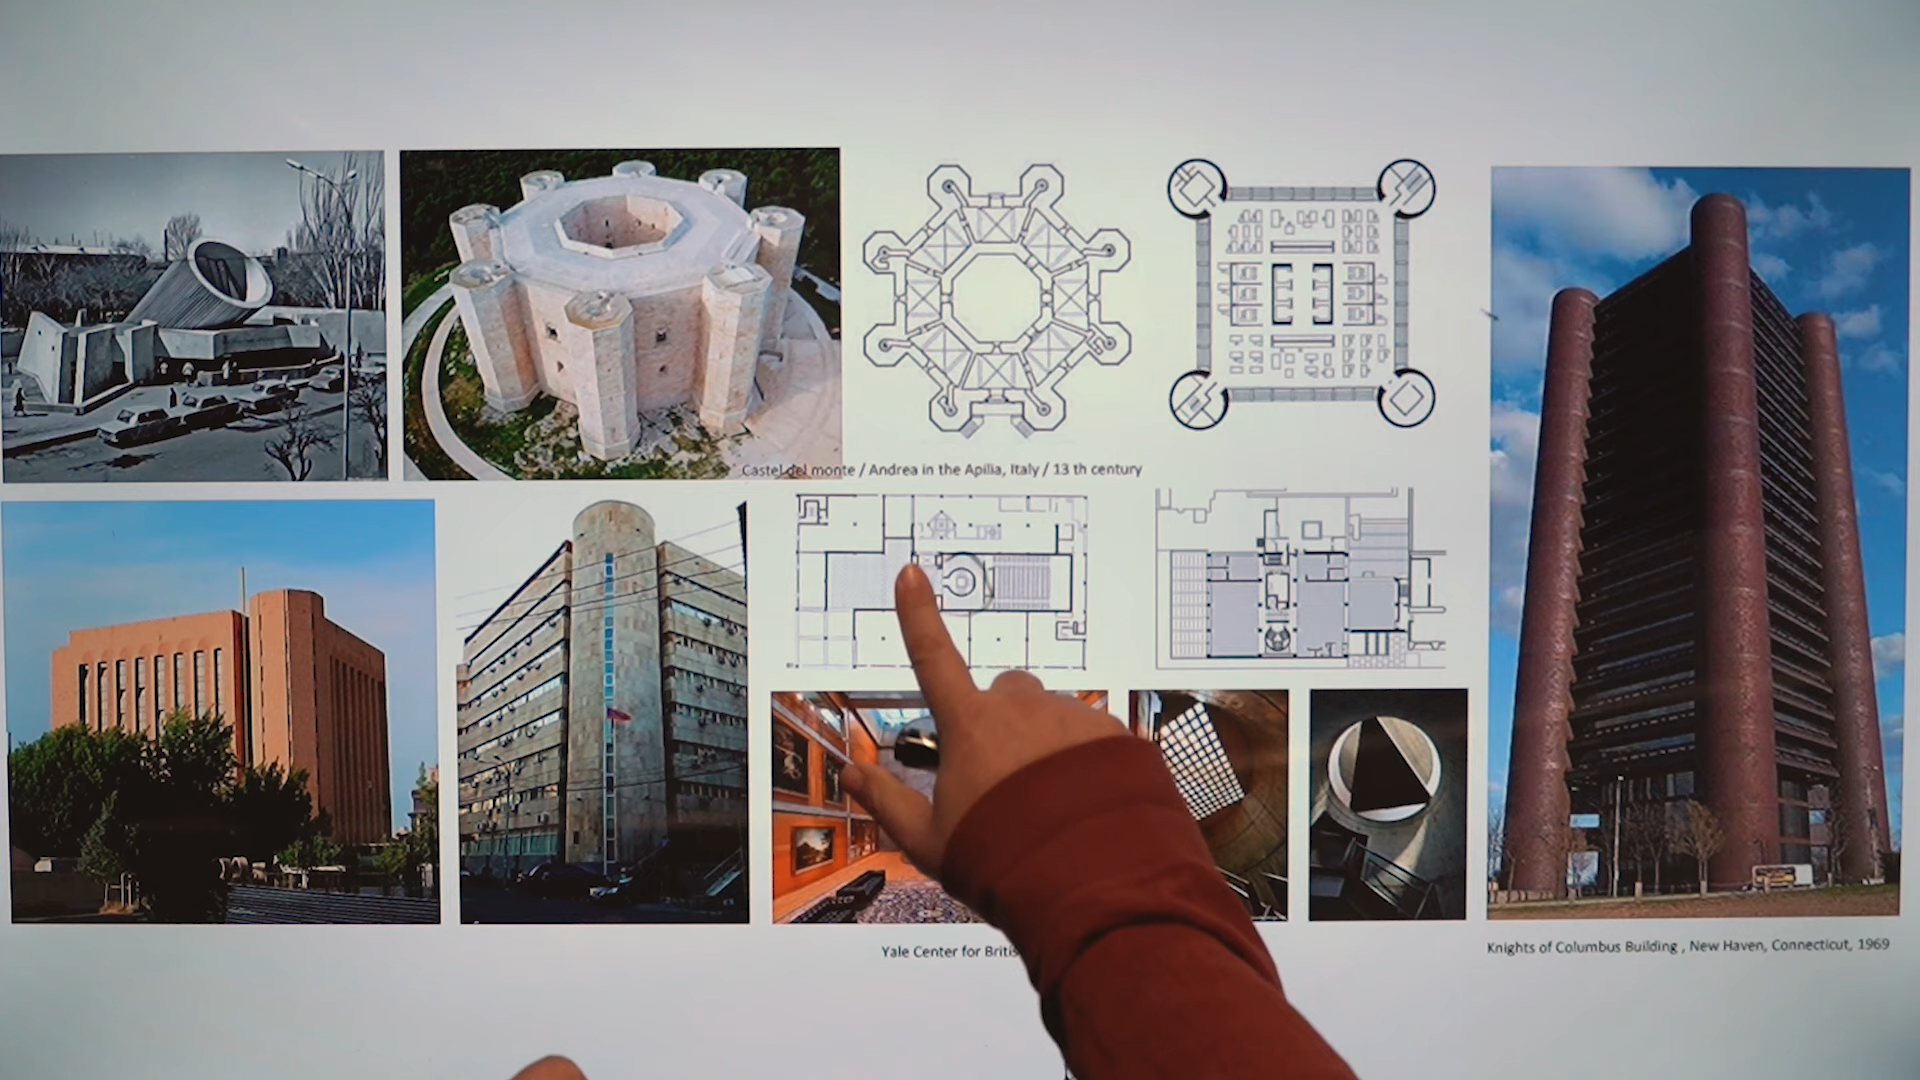 Castel del monte / Andrea in the Apilia, Italy / 13 th century
Yale Center for
Knights of Columbus Building , New Haven, Connecticut, 1969